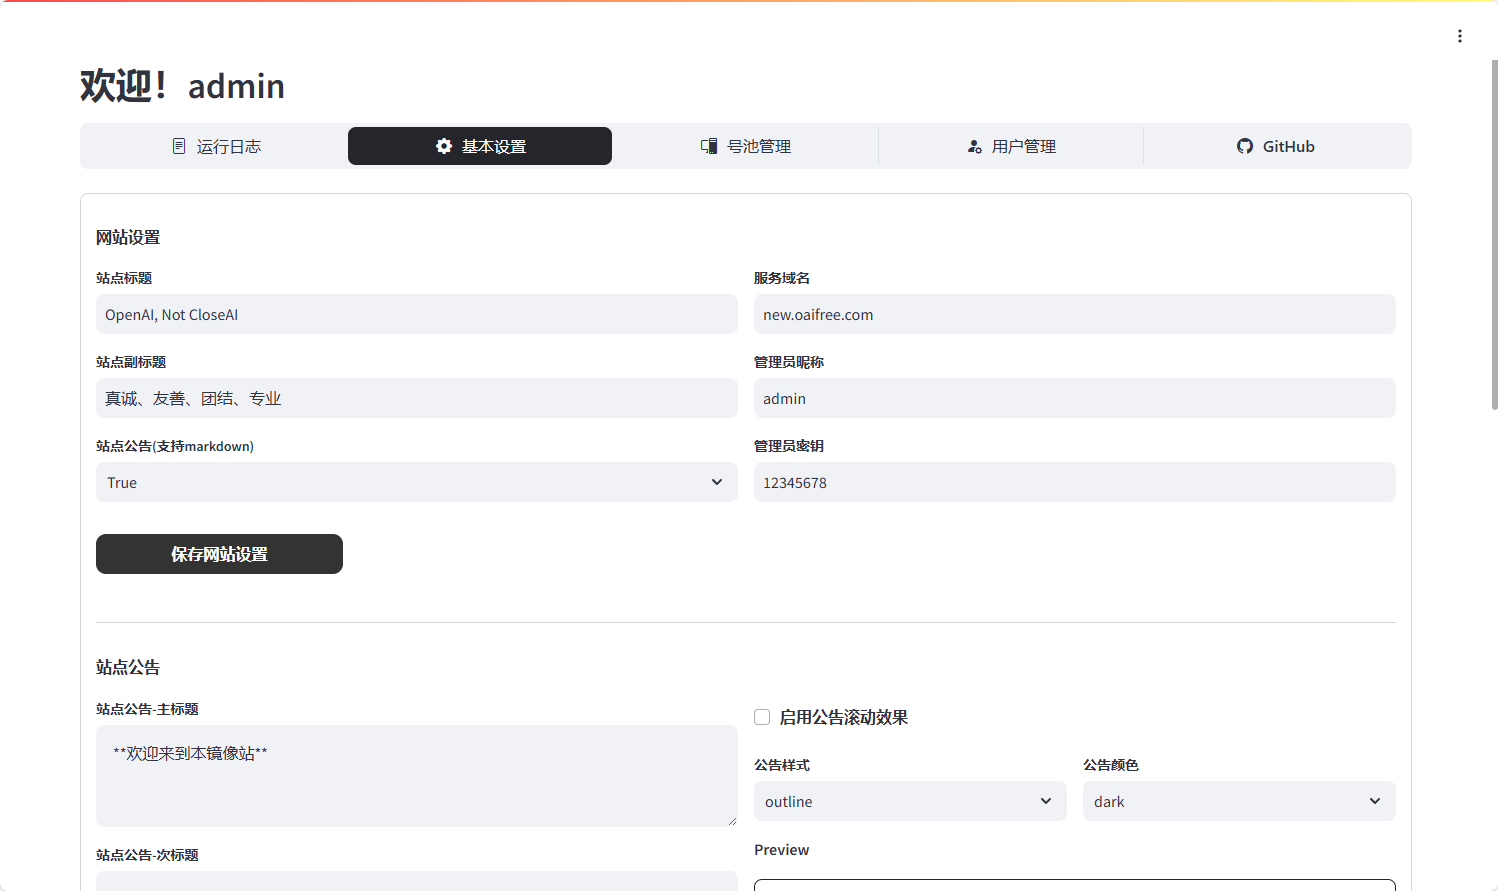 欢迎！admin
运行日志
基本设置
号池管理
用户管理
GitHub
网站设置
站点标题
服务域名
OpenAI, Not CloseAI
new.oaifree.com
站点副标题
管理员昵称
真诚、友善、团结、专业
admin
站点公告(支持markdown)
管理员密钥
True
12345678
保存网站设置
站点公告
站点公告-主标题
启用公告滚动效果
**欢迎来到本镜像站**
公告样式
公告颜色
outline
dark
站点公告-次标题
Preview